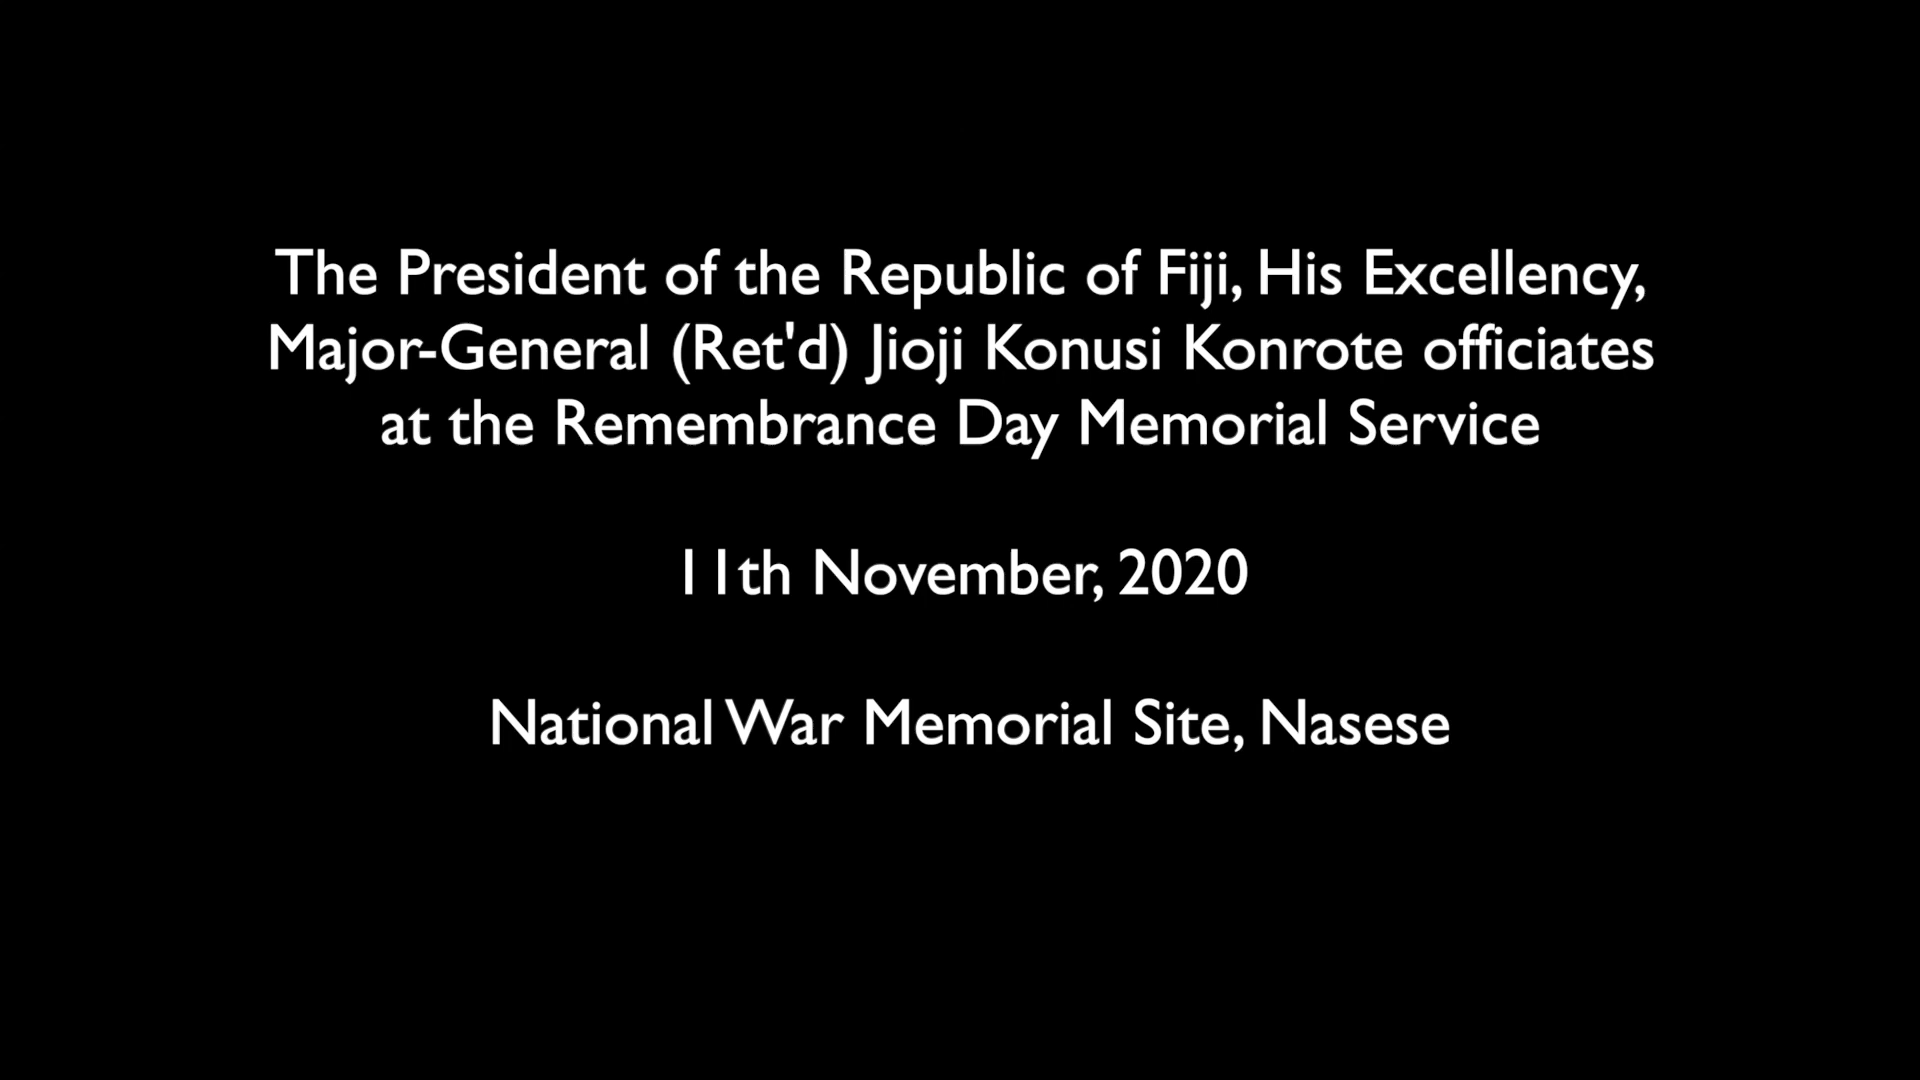 The President of the Republic of Fiji, His Excellency,
Major-General (Ret'd) Jioji Konusi Konrote officiates
at the Remembrance Day Memorial Service
11th November, 2020
National War Memorial Site, Nasese